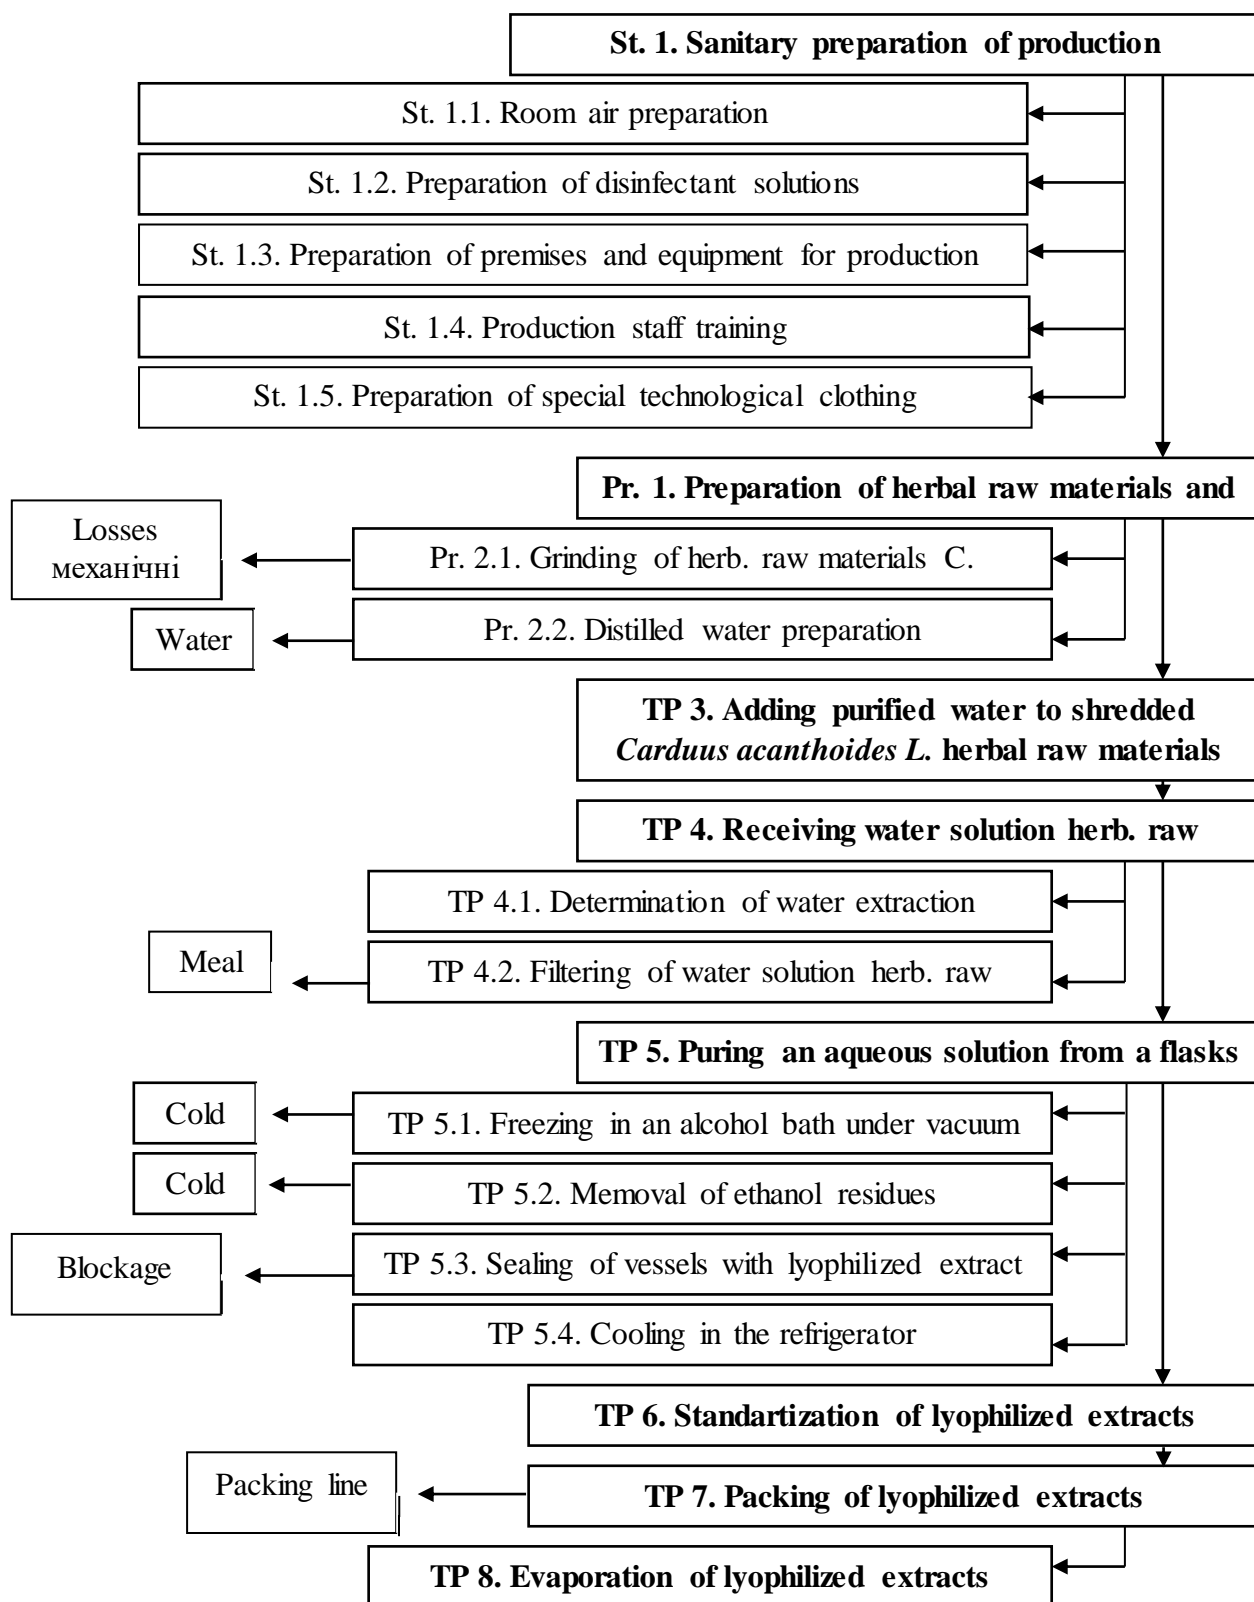 St. 1. Sanitary preparation of production
St. 1.1. Room air preparation
St. 1.2. Preparation of disinfectant solutions
St. 1.3. Preparation of premises and equipment for production
St. 1.4. Production staff training
St. 1.5. Preparation of special technological clothing
Pr. 1. Preparation of herbal raw materials and
Losses
механічні
Pr. 2.1. Grinding of herb. raw materials C.
Water
Pr. 2.2. Distilled water preparation
TP 3. Adding purified water to shredded
Carduus acanthoides L. herbal raw materials
TP 4. Receiving water solution herb. raw
TP 4.1. Determination of water extraction
Meal
TP 4.2. Filtering of water solution herb. raw
TP 5. Puring an aqueous solution from a flasks
Cold
TP 5.1. Freezing in an alcohol bath under vacuum
Cold
TP 5.2. Memoval of ethanol residues
Blockage
TP 5.3. Sealing of vessels with lyophilized extract
TP 5.4. Cooling in the refrigerator
TP 6. Standartization of lyophilized extracts
Packing line
TP 7. Packing of lyophilized extracts
TP 8. Evaporation of lyophilized extracts